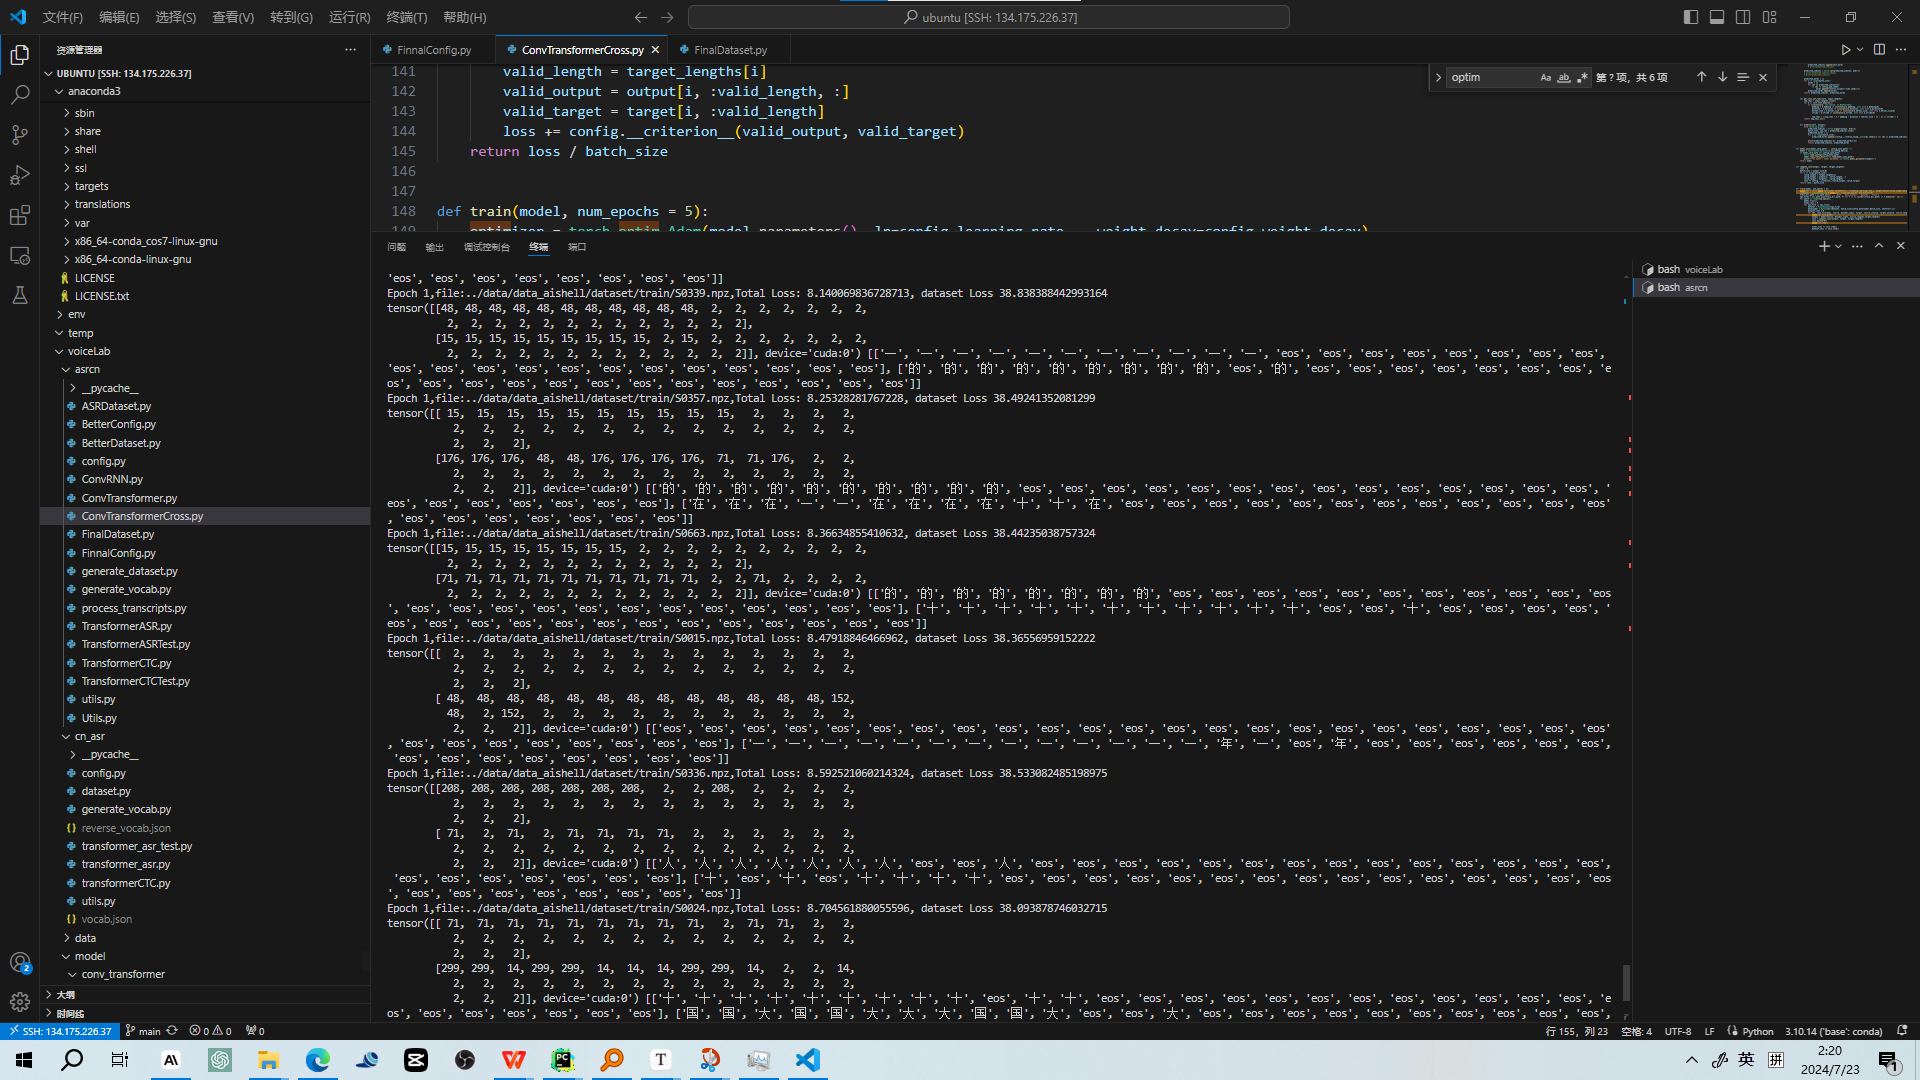 文件(F) 编辑(E) 选择(S) 查看(V) 转到(G) 运行(R) 终端(T) 帮助(H)
ubuntu [SSH: 134.175.226.37]
资源管理器
UBUNTU [SSH: 134.175.226.37]
anaconda3
sbin
share
shell
ssl
targets
translations
var
x86_64-conda_cos7-linux-gnu
x86_64-conda-linux-gnu
LICENSE
LICENSE.txt
env
temp
voiceLab
asrcn
__pycache__
ASRDataset.py
BetterConfig.py
BetterDataset.py
config.py
ConvRNN.py
ConvTransformer.py
ConvTransformerCross.py
FinalDataset.py
FinnalConfig.py
generate_dataset.py
generate_vocab.py
process_transcripts.py
TransformerASR.py
TransformerASRTest.py
TransformerCTC.py
TransformerCTCTest.py
utils.py
Utils.py
cn_asr
__pycache__
config.py
dataset.py
generate_vocab.py
reverse_vocab.json
transformer_asr_test.py
transformer_asr.py
transformerCTC.py
utils.py
vocab.json
data
model
conv_transformer
大纲
时间线
FinnalConfig.py ConvTransformerCross.py FinalDataset.py
optim 第 ? 项, 共 6 项
141 valid_length = target_lengths[i]
142 valid_output = output[i, :valid_length, :]
143 valid_target = target[i, :valid_length]
144 loss += config.__criterion__(valid_output, valid_target)
145 return loss / batch_size
146
147
148 def train(model, num_epochs = 5):
问题 输出 调试控制台 终端 端口
bash voiceLab
bash asrcn
'eos', 'eos', 'eos', 'eos', 'eos', 'eos', 'eos', 'eos']]
Epoch 1,file:../data/data_aishell/dataset/train/S0339.npz,Total Loss: 8.140069836728713, dataset Loss 38.838388442993164
tensor([[48, 48, 48, 48, 48, 48, 48, 48, 48, 48, 48, 2, 2, 2, 2, 2, 2, 2,
2, 2, 2, 2, 2, 2, 2, 2, 2, 2, 2, 2, 2],
[15, 15, 15, 15, 15, 15, 15, 15, 15, 2, 15, 2, 2, 2, 2, 2, 2, 2,
2, 2, 2, 2, 2, 2, 2, 2, 2, 2, 2, 2, 2]], device='cuda:0') [['一', '一', '一', '一', '一', '一', '一', '一', '一', '一', '一', 'eos', 'eos', 'eos', 'eos', 'eos', 'eos', 'eos', 'eos',
'eos', 'eos', 'eos', 'eos', 'eos', 'eos', 'eos', 'eos', 'eos', 'eos', 'eos', 'eos'], ['的', '的', '的', '的', '的', '的', '的', '的', '的', 'eos', '的', 'eos', 'eos', 'eos', 'eos', 'eos', 'eos', 'eos', 'eos', 'e
os', 'eos', 'eos', 'eos', 'eos', 'eos', 'eos', 'eos', 'eos', 'eos', 'eos', 'eos']]
Epoch 1,file:../data/data_aishell/dataset/train/S0357.npz,Total Loss: 8.25328281767228, dataset Loss 38.49241352081299
tensor([[ 15, 15, 15, 15, 15, 15, 15, 15, 15, 15, 2, 2, 2, 2,
2, 2, 2, 2, 2, 2, 2, 2, 2, 2, 2, 2, 2, 2,
2, 2, 2],
[176, 176, 176, 48, 48, 176, 176, 176, 176, 71, 71, 176, 2, 2,
2, 2, 2, 2, 2, 2, 2, 2, 2, 2, 2, 2, 2, 2,
2, 2, 2]], device='cuda:0') [['的', '的', '的', '的', '的', '的', '的', '的', '的', '的', 'eos', 'eos', 'eos', 'eos', 'eos', 'eos', 'eos', 'eos', 'eos', 'eos', 'eos', 'eos', 'eos', 'eos', 'eos', '
eos', 'eos', 'eos', 'eos', 'eos', 'eos', 'eos'], ['在', '在', '在', '一', '一', '在', '在', '在', '在', '十', '十', '在', 'eos', 'eos', 'eos', 'eos', 'eos', 'eos', 'eos', 'eos', 'eos', 'eos', 'eos', 'eos', 'eos', 'eos'
, 'eos', 'eos', 'eos', 'eos', 'eos', 'eos', 'eos', 'eos']]
Epoch 1,file:../data/data_aishell/dataset/train/S0663.npz,Total Loss: 8.36634855410632, dataset Loss 38.44235038757324
tensor([[15, 15, 15, 15, 15, 15, 15, 15, 2, 2, 2, 2, 2, 2, 2, 2, 2, 2,
2, 2, 2, 2, 2, 2, 2, 2, 2, 2, 2, 2, 2],
[71, 71, 71, 71, 71, 71, 71, 71, 71, 71, 71, 2, 2, 71, 2, 2, 2, 2,
2, 2, 2, 2, 2, 2, 2, 2, 2, 2, 2, 2, 2]], device='cuda:0') [['的', '的', '的', '的', '的', '的', '的', '的', 'eos', 'eos', 'eos', 'eos', 'eos', 'eos', 'eos', 'eos', 'eos', 'eos', 'eos', 'eos
', 'eos', 'eos', 'eos', 'eos', 'eos', 'eos', 'eos', 'eos', 'eos', 'eos', 'eos', 'eos'], ['十', '十', '十', '十', '十', '十', '十', '十', '十', '十', '十', 'eos', 'eos', '十', 'eos', 'eos', 'eos', 'eos', 'eos', '
eos', 'eos', 'eos', 'eos', 'eos', 'eos', 'eos', 'eos', 'eos', 'eos', 'eos', 'eos', 'eos']]
Epoch 1,file:../data/data_aishell/dataset/train/S0015.npz,Total Loss: 8.47918846466962, dataset Loss 38.36556959152222
tensor([[ 2, 2, 2, 2, 2, 2, 2, 2, 2, 2, 2, 2, 2, 2,
2, 2, 2, 2, 2, 2, 2, 2, 2, 2, 2, 2, 2, 2,
2, 2, 2],
[ 48, 48, 48, 48, 48, 48, 48, 48, 48, 48, 48, 48, 48, 152,
48, 2, 152, 2, 2, 2, 2, 2, 2, 2, 2, 2, 2, 2,
2, 2, 2]], device='cuda:0') [['eos', 'eos', 'eos', 'eos', 'eos', 'eos', 'eos', 'eos', 'eos', 'eos', 'eos', 'eos', 'eos', 'eos', 'eos', 'eos', 'eos', 'eos', 'eos', 'eos', 'eos', 'eos'
, 'eos', 'eos', 'eos', 'eos', 'eos', 'eos', 'eos', 'eos', 'eos'], ['一', '一', '一', '一', '一', '一', '一', '一', '一', '一', '一', '一', '一', '年', '一', 'eos', '年', 'eos', 'eos', 'eos', 'eos', 'eos', 'eos', 'eos',
'eos', 'eos', 'eos', 'eos', 'eos', 'eos', 'eos', 'eos']]
Epoch 1,file:../data/data_aishell/dataset/train/S0336.npz,Total Loss: 8.592521060214324, dataset Loss 38.533082485198975
tensor([[208, 208, 208, 208, 208, 208, 208, 2, 2, 208, 2, 2, 2, 2,
2, 2, 2, 2, 2, 2, 2, 2, 2, 2, 2, 2, 2, 2,
2, 2, 2],
[ 71, 2, 71, 2, 71, 71, 71, 71, 2, 2, 2, 2, 2, 2,
2, 2, 2, 2, 2, 2, 2, 2, 2, 2, 2, 2, 2, 2,
2, 2, 2]], device='cuda:0') [['人', '人', '人', '人', '人', '人', '人', 'eos', 'eos', '人', 'eos', 'eos', 'eos', 'eos', 'eos', 'eos', 'eos', 'eos', 'eos', 'eos', 'eos', 'eos', 'eos', 'eos',
'eos', 'eos', 'eos', 'eos', 'eos', 'eos', 'eos'], ['十', 'eos', '十', 'eos', '十', '十', '十', '十', 'eos', 'eos', 'eos', 'eos', 'eos', 'eos', 'eos', 'eos', 'eos', 'eos', 'eos', 'eos', 'eos', 'eos', 'eos', 'eos
', 'eos', 'eos', 'eos', 'eos', 'eos', 'eos', 'eos', 'eos', 'eos']]
Epoch 1,file:../data/data_aishell/dataset/train/S0024.npz,Total Loss: 8.704561880055596, dataset Loss 38.093878746032715
tensor([[ 71, 71, 71, 71, 71, 71, 71, 71, 71, 2, 71, 71, 2, 2,
2, 2, 2, 2, 2, 2, 2, 2, 2, 2, 2, 2, 2, 2,
2, 2, 2],
[299, 299, 14, 299, 299, 14, 14, 14, 299, 299, 14, 2, 2, 14,
2, 2, 2, 2, 2, 2, 2, 2, 2, 2, 2, 2, 2, 2,
2, 2, 2]], device='cuda:0') [['十', '十', '十', '十', '十', '十', '十', '十', '十', 'eos', '十', '十', 'eos', 'eos', 'eos', 'eos', 'eos', 'eos', 'eos', 'eos', 'eos', 'eos', 'eos', 'eos', 'eos', 'e
os', 'eos', 'eos', 'eos', 'eos', 'eos', 'eos'], ['国', '国', '大', '国', '国', '大', '大', '大', '国', '国', '大', 'eos', 'eos', '大', 'eos', 'eos', 'eos', 'eos', 'eos', 'eos', 'eos', 'eos', 'eos', 'eos', 'eos',
SSH: 134.175.226.37 main 0 0 0 行 155, 列 23 空格: 4 UTF-8 LF Python 3.10.14 ('base': conda)
英 拼 2:20
2024/7/23